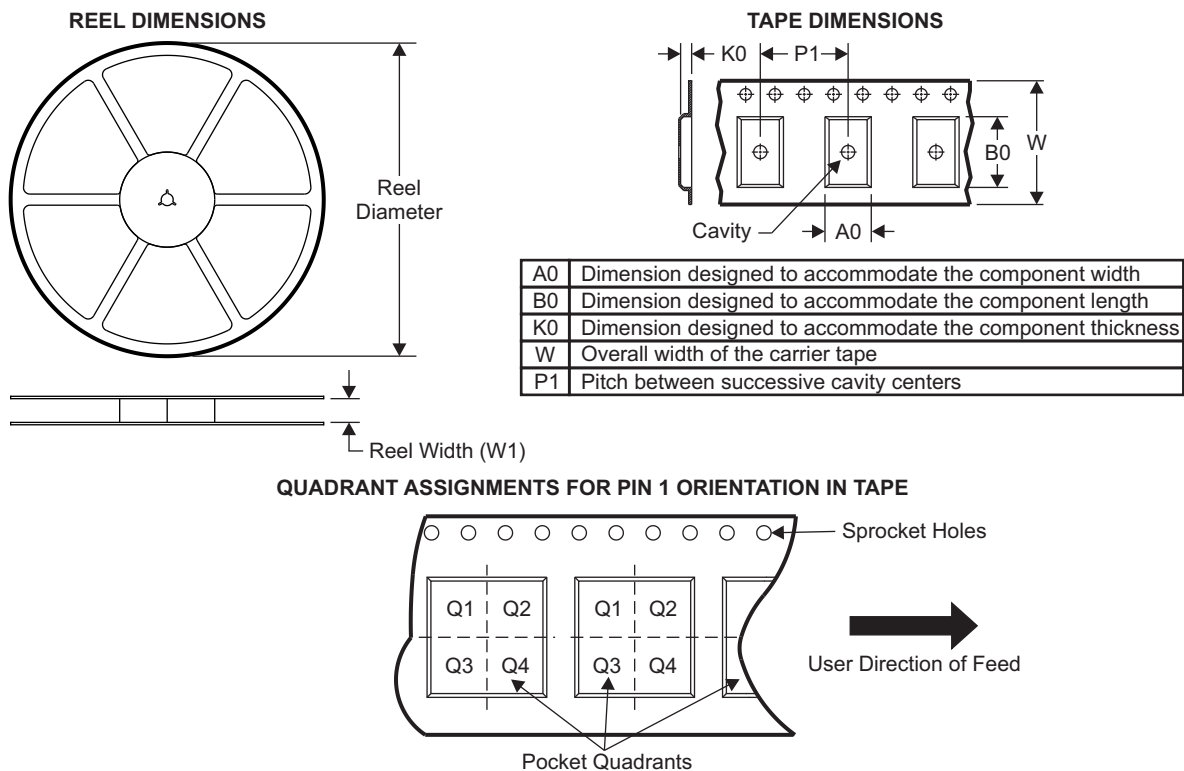 REEL DIMENSIONS
Reel
Diameter
Reel Width (W1)
TAPE DIMENSIONS
K0
P1
B0
W
Cavity
A0
A0 Dimension designed to accommodate the component width
B0 Dimension designed to accommodate the component length
K0 Dimension designed to accommodate the component thickness
W Overall width of the carrier tape
P1 Pitch between successive cavity centers
QUADRANT ASSIGNMENTS FOR PIN 1 ORIENTATION IN TAPE
Sprocket Holes
Q1 Q2 Q1 Q2
Q3 Q4 Q3 Q4
User Direction of Feed
Pocket Quadrants